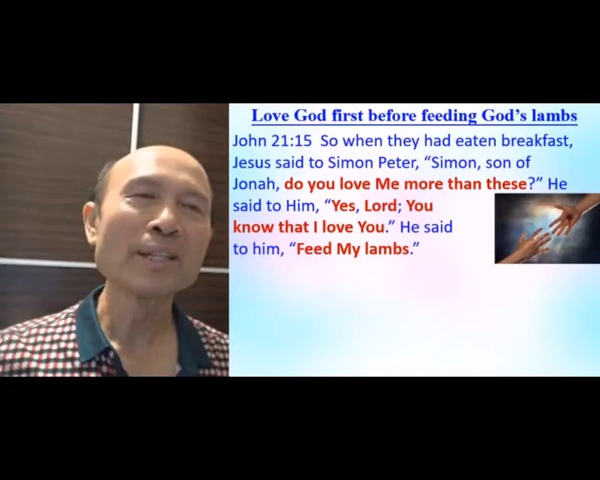 Love God first before feeding God's lambs
John 21:15 So when they had eaten breakfast,
Jesus said to Simon Peter, “Simon, son of
Jonah, do you love Me more than these?” He
said to Him, “Yes, Lord; You
know that I love You.” He said
to him, “Feed My lambs.”